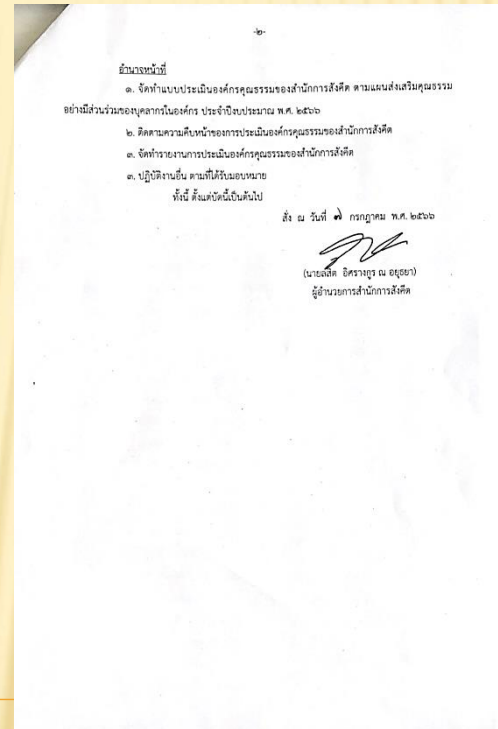 -๒-
อำนาจหน้าที่
๑. จัดทำแบบประเมินองค์กรคุณธรรมของสำนักการสังคีต ตามแผนส่งเสริมคุณธรรม
อย่างมีส่วนร่วมของบุคลากรในองค์กร ประจำปีงบประมาณ พ.ศ. ๒๕๖๖
๒. ติดตามความคืบหน้าของการประเมินองค์กรคุณธรรมของสำนักการสังคีต
๓. จัดทำรายงานการประเมินองค์กรคุณธรรมของสำนักการสังคีต
๓. ปฏิบัติงานอื่น ตามที่ได้รับมอบหมาย
ทั้งนี้ ตั้งแต่บัดนี้เป็นต้นไป
สั่ง ณ วันที่ ๗ กรกฎาคม พ.ศ. ๒๕๖๖
(นายลสิต อิศรางกูร ณ อยุธยา)
ผู้อำนวยการสำนักการสังคีต